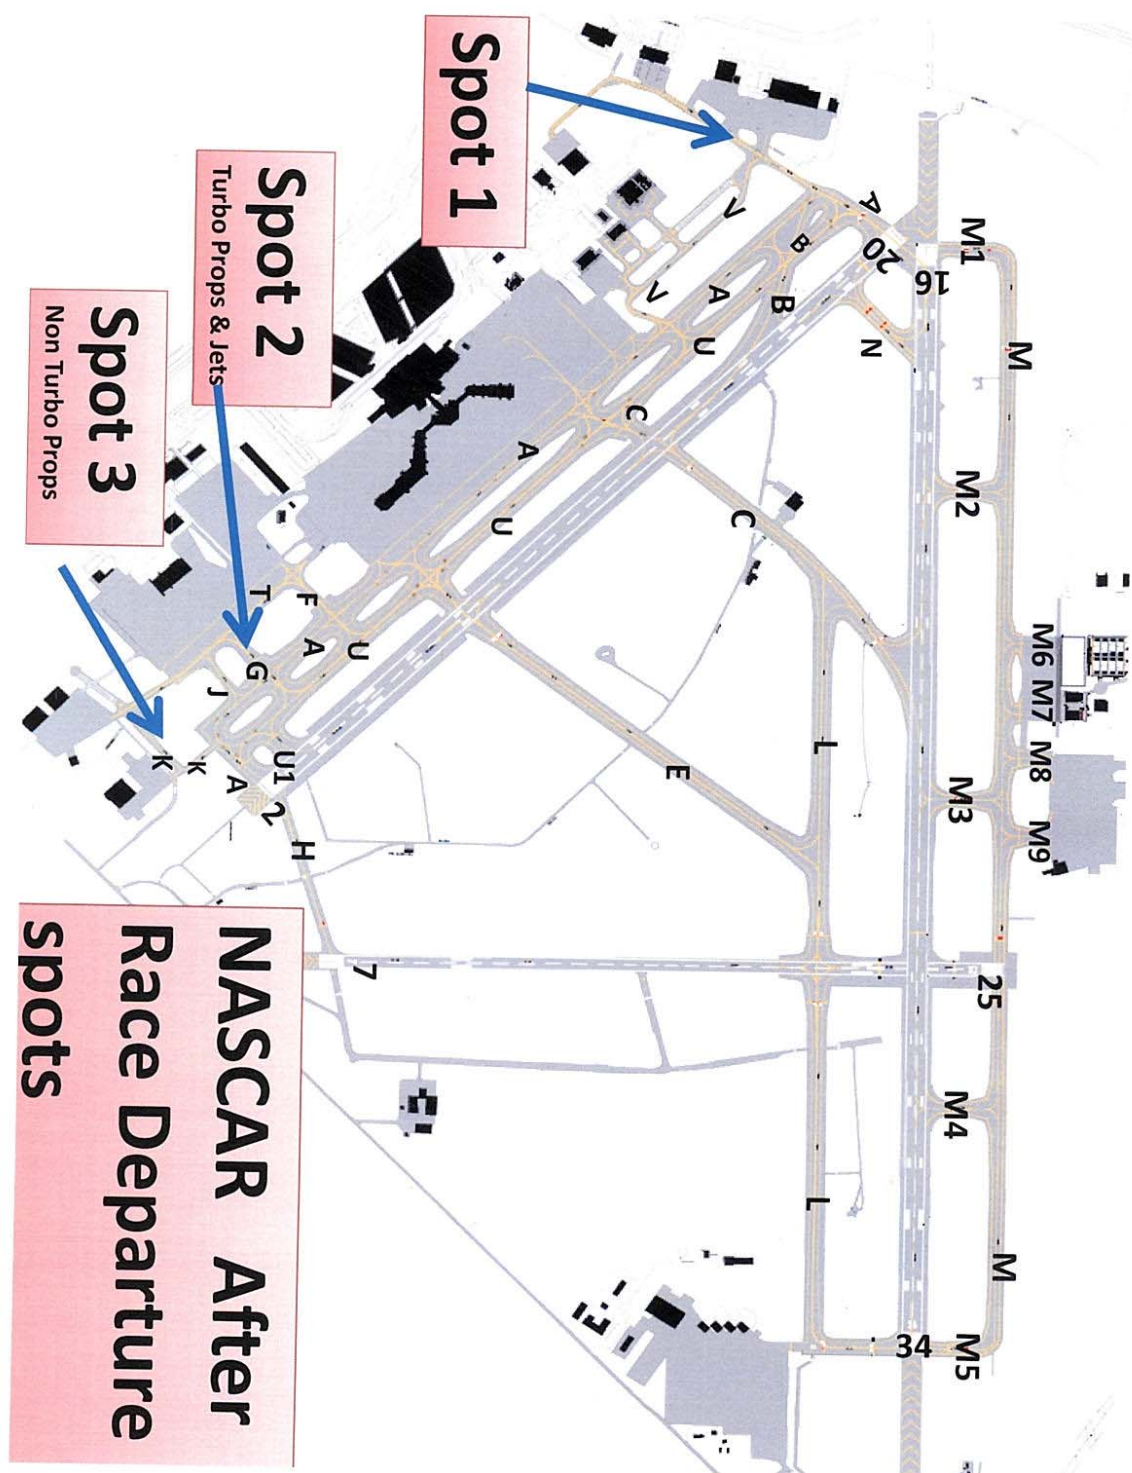 Spot 1
Spot 2
Turbo Props & Jets
Spot 3
Non Turbo Props
NASCAR After
Race Departure
spots
A
20
16
M1
B
V
A
B
N
M
V
U
C
M2
A
U
C
T
F
A
U
G
J
K
K
A
U1
2
H
E
L
M3
M6
M7
M8
M9
7
25
M4
L
M
34
M5